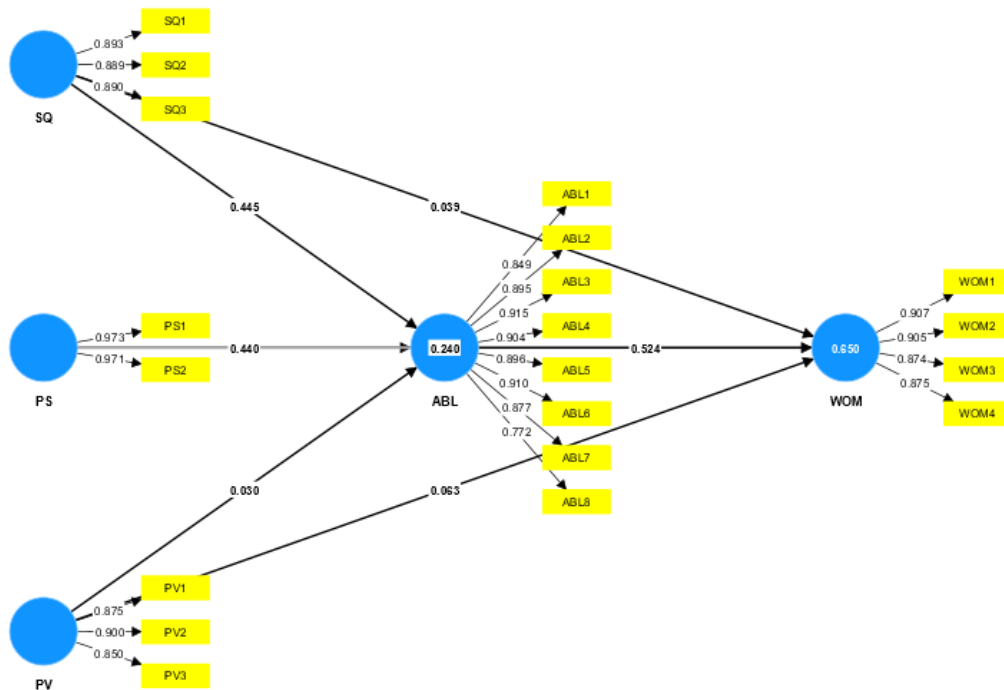 SQ1
0.893
SQ2
0.889
0.890
SQ3
SQ
0.445
0.039
ABL1
ABL2
0.849
0.895
ABL3
0.915
ABL4
0.904
0.896
ABL5
0.910
ABL6
0.877
ABL7
0.772
ABL8
PS1
0.973
0.971
PS2
PS
0.440
0.240
ABL
0.524
0.650
WOM
WOM1
0.907
WOM2
0.905
0.874
WOM3
0.875
WOM4
0.030
0.063
PV1
0.875
0.900
PV2
0.850
PV3
PV